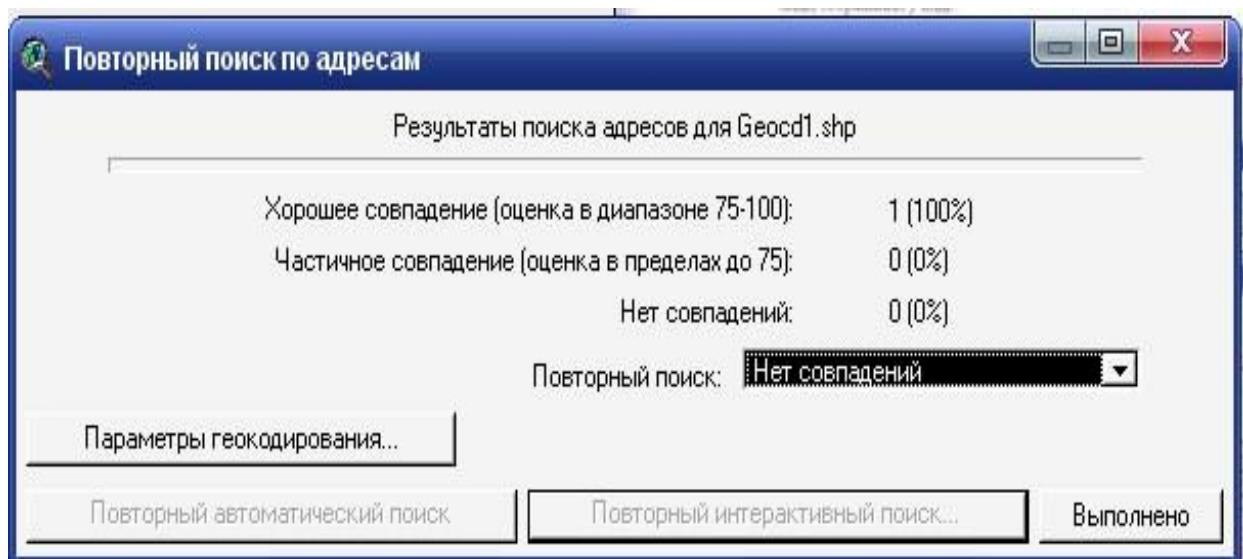 Повторный поиск по адресам
Результаты поиска адресов для Geocd1.shp
Хорошее совпадение (оценка в диапазоне 75-100): 1 (100%)
Частичное совпадение (оценка в пределах до 75): 0 (0%)
Нет совпадений: 0 (0%)
Повторный поиск: Нет совпадений
Параметры геокодирования...
Повторный автоматический поиск Повторный интерактивный поиск... Выполнено